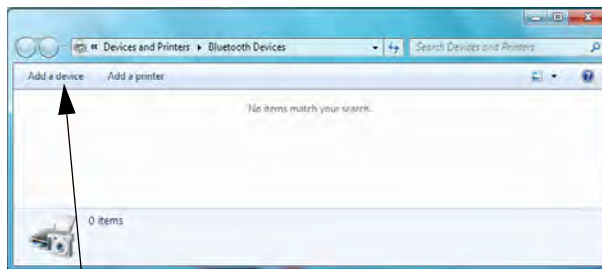 « Devices and Printers ▸ Bluetooth Devices Search Devices and Printers
Add a device Add a printer
No items match your search.
0 items